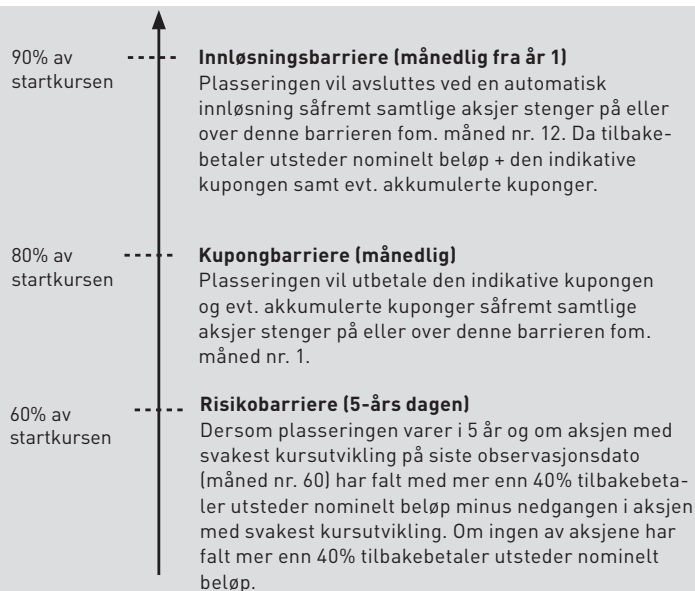 90% av
startkursen
Innløsningsbarriere (månedlig fra år 1)
Plasseringen vil avsluttes ved en automatisk
innløsning såfremt samtlige aksjer stenger på eller
over denne barrieren fom. måned nr. 12. Da tilbake-
betaler utsteder nominelt beløp + den indikative
kupongen samt evt. akkumulerte kuponger.
80% av
startkursen
Kupongbarriere (månedlig)
Plasseringen vil utbetale den indikative kupongen
og evt. akkumulerte kuponger såfremt samtlige
aksjer stenger på eller over denne barrieren fom.
måned nr. 1.
60% av
startkursen
Risikobarriere (5-års dagen)
Dersom plasseringen varer i 5 år og om aksjen med
svakest kursutvikling på siste observasjonsdato
(måned nr. 60) har falt med mer enn 40% tilbakebeta-
ler utsteder nominelt beløp minus nedgangen i aksjen
med svakest kursutvikling. Om ingen av aksjene har
falt mer enn 40% tilbakebetaler utsteder nominelt
beløp.